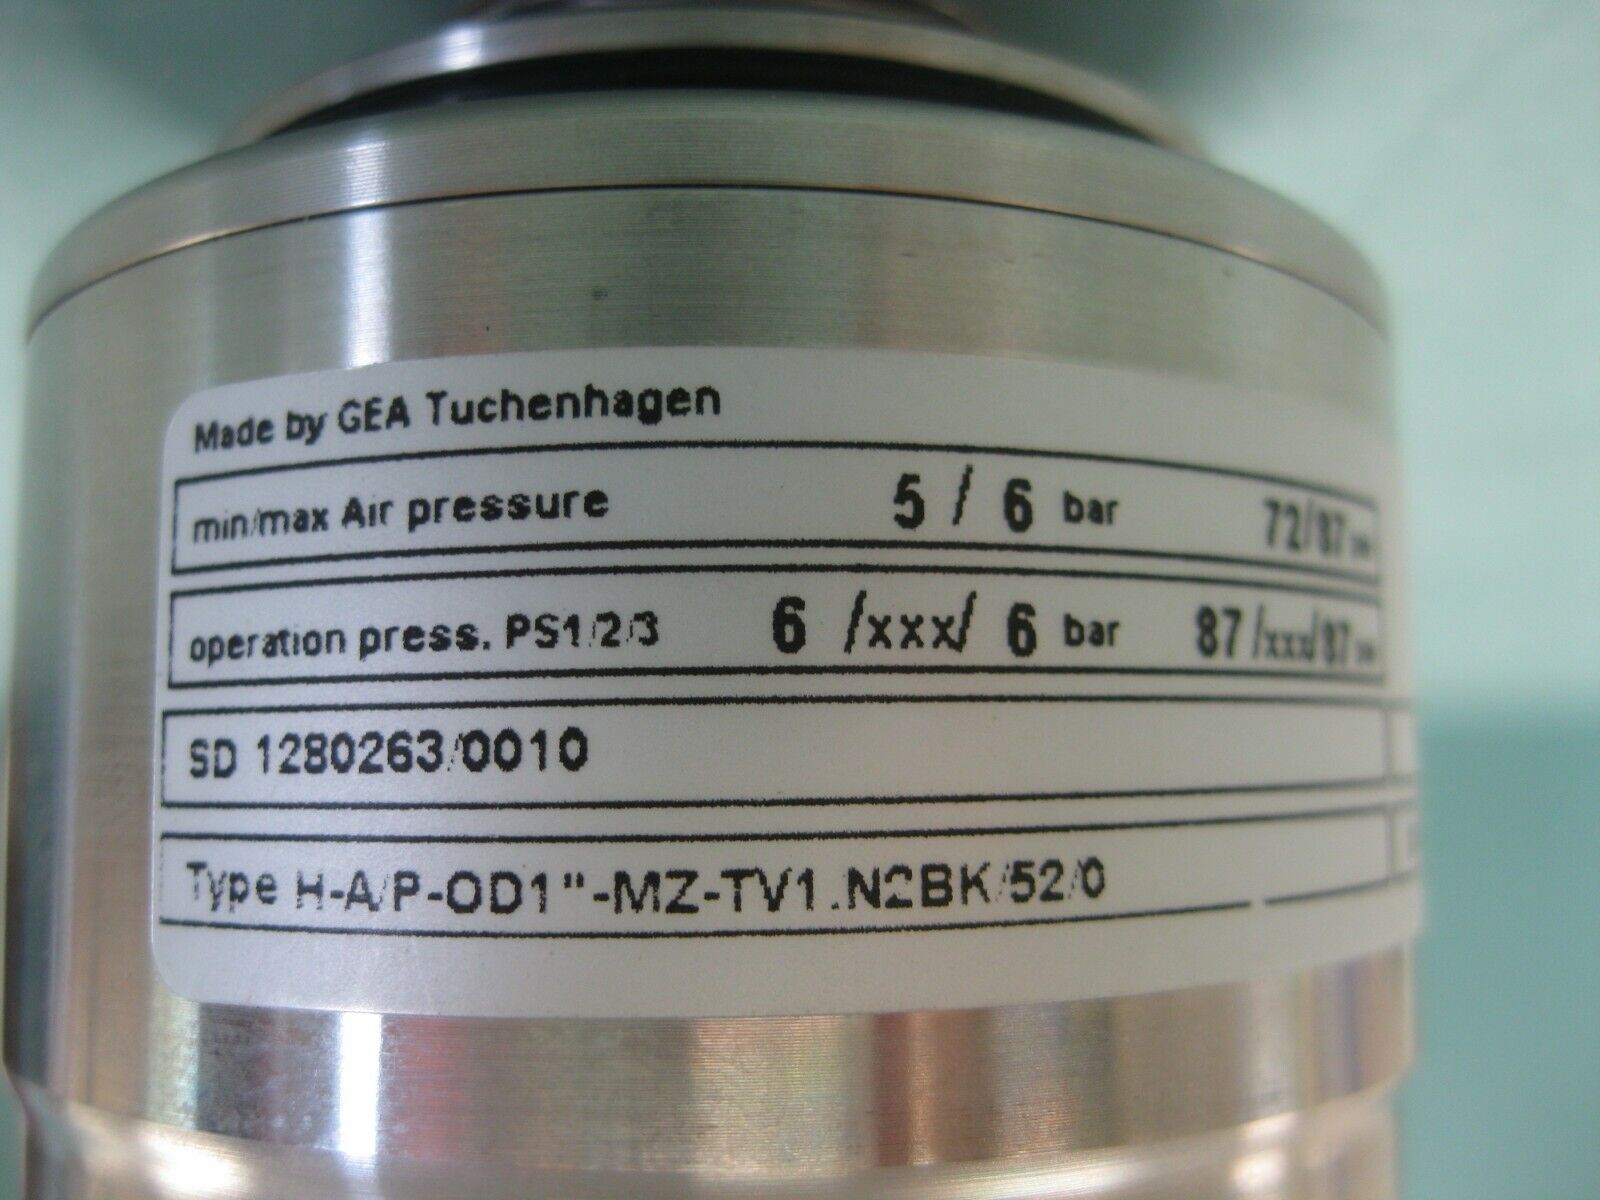 Made by GEA Tuchenhagen
min/max Air pressure 5 / 6 bar 72/87
operation press. PS1/2/3 6 /xxx/ 6 bar 87/xxx/87
SD 1280263/0010
Type H-A/P-OD1"-MZ-TV1.N2BK/52/0